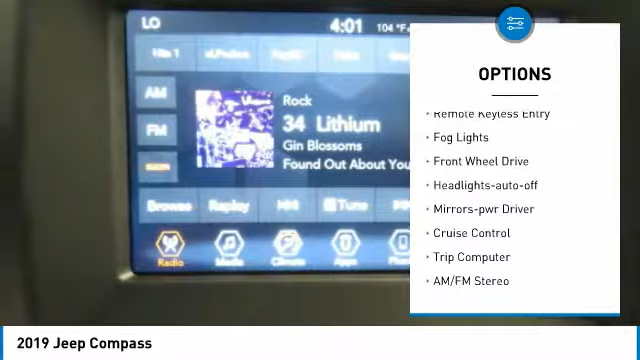 LO
4:01
104 °F
Hits 1
AM
FM
Rock
34 Lithium
Gin Blossoms
Found Out About You
Browse
Replay
Tune
Radio
Media
Climate
Apps
OPTIONS
Remote Keyless Entry
Fog Lights
Front Wheel Drive
Headlights-auto-off
Mirrors-pwr Driver
Cruise Control
Trip Computer
AM/FM Stereo
2019 Jeep Compass